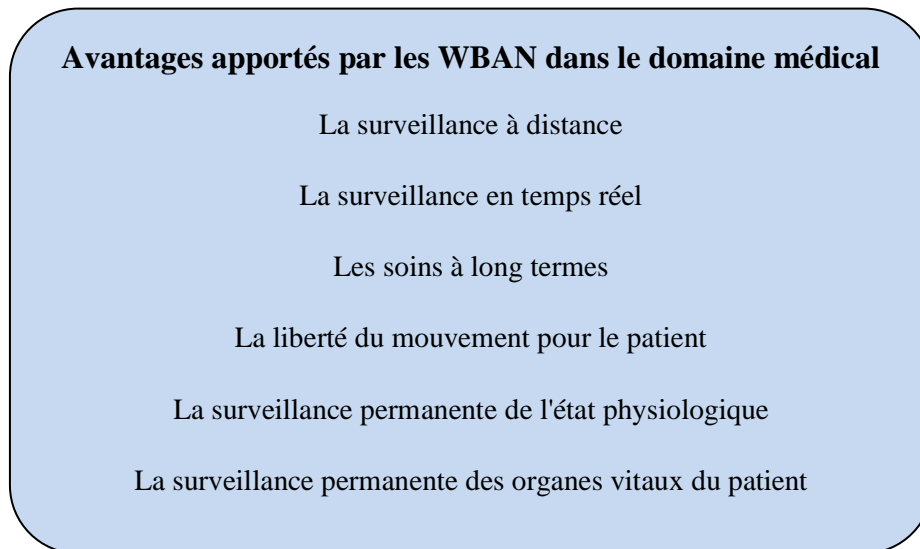 Avantages apportés par les WBAN dans le domaine médical
La surveillance à distance
La surveillance en temps réel
Les soins à long termes
La liberté du mouvement pour le patient
La surveillance permanente de l'état physiologique
La surveillance permanente des organes vitaux du patient